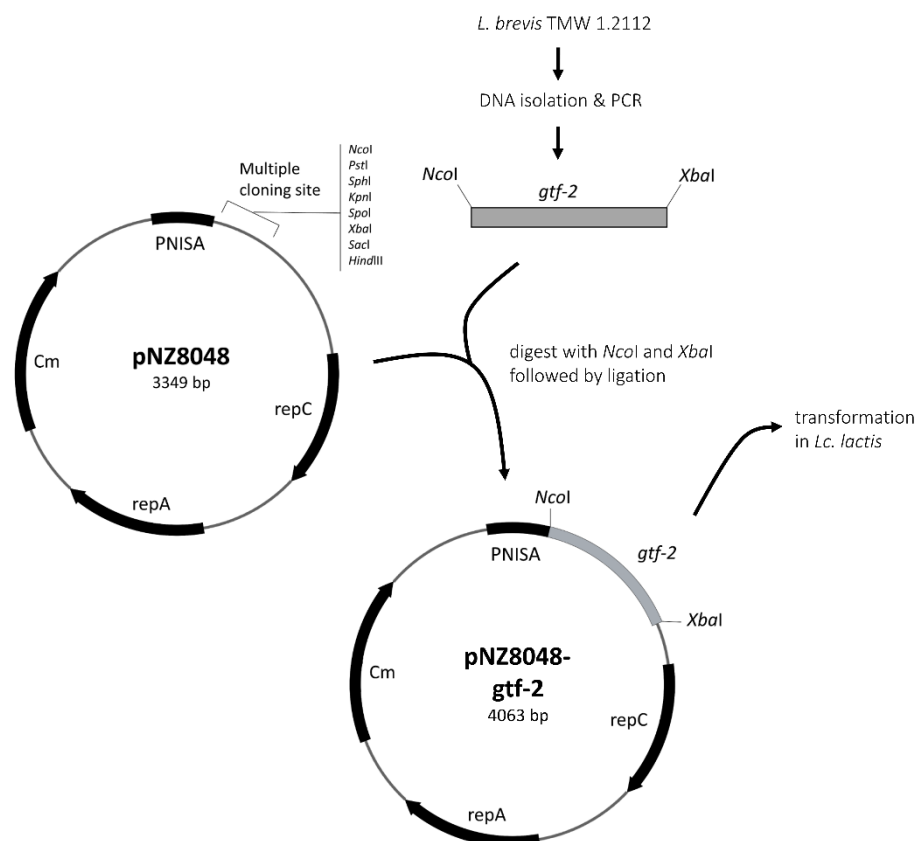 L. brevis TMW 1.2112
DNA isolation & PCR
NcoI
gtf-2
XbaI
Multiple
cloning site
NcoI
PstI
SphI
KpnI
SpoI
XbaI
SacI
HindIII
PNISA
Cm
pNZ8048
3349 bp
repC
repA
digest with NcoI and XbaI
followed by ligation
transformation
in Lc. lactis
NcoI
PNISA
gtf-2
XbaI
Cm
pNZ8048-
gtf-2
4063 bp
repC
repA